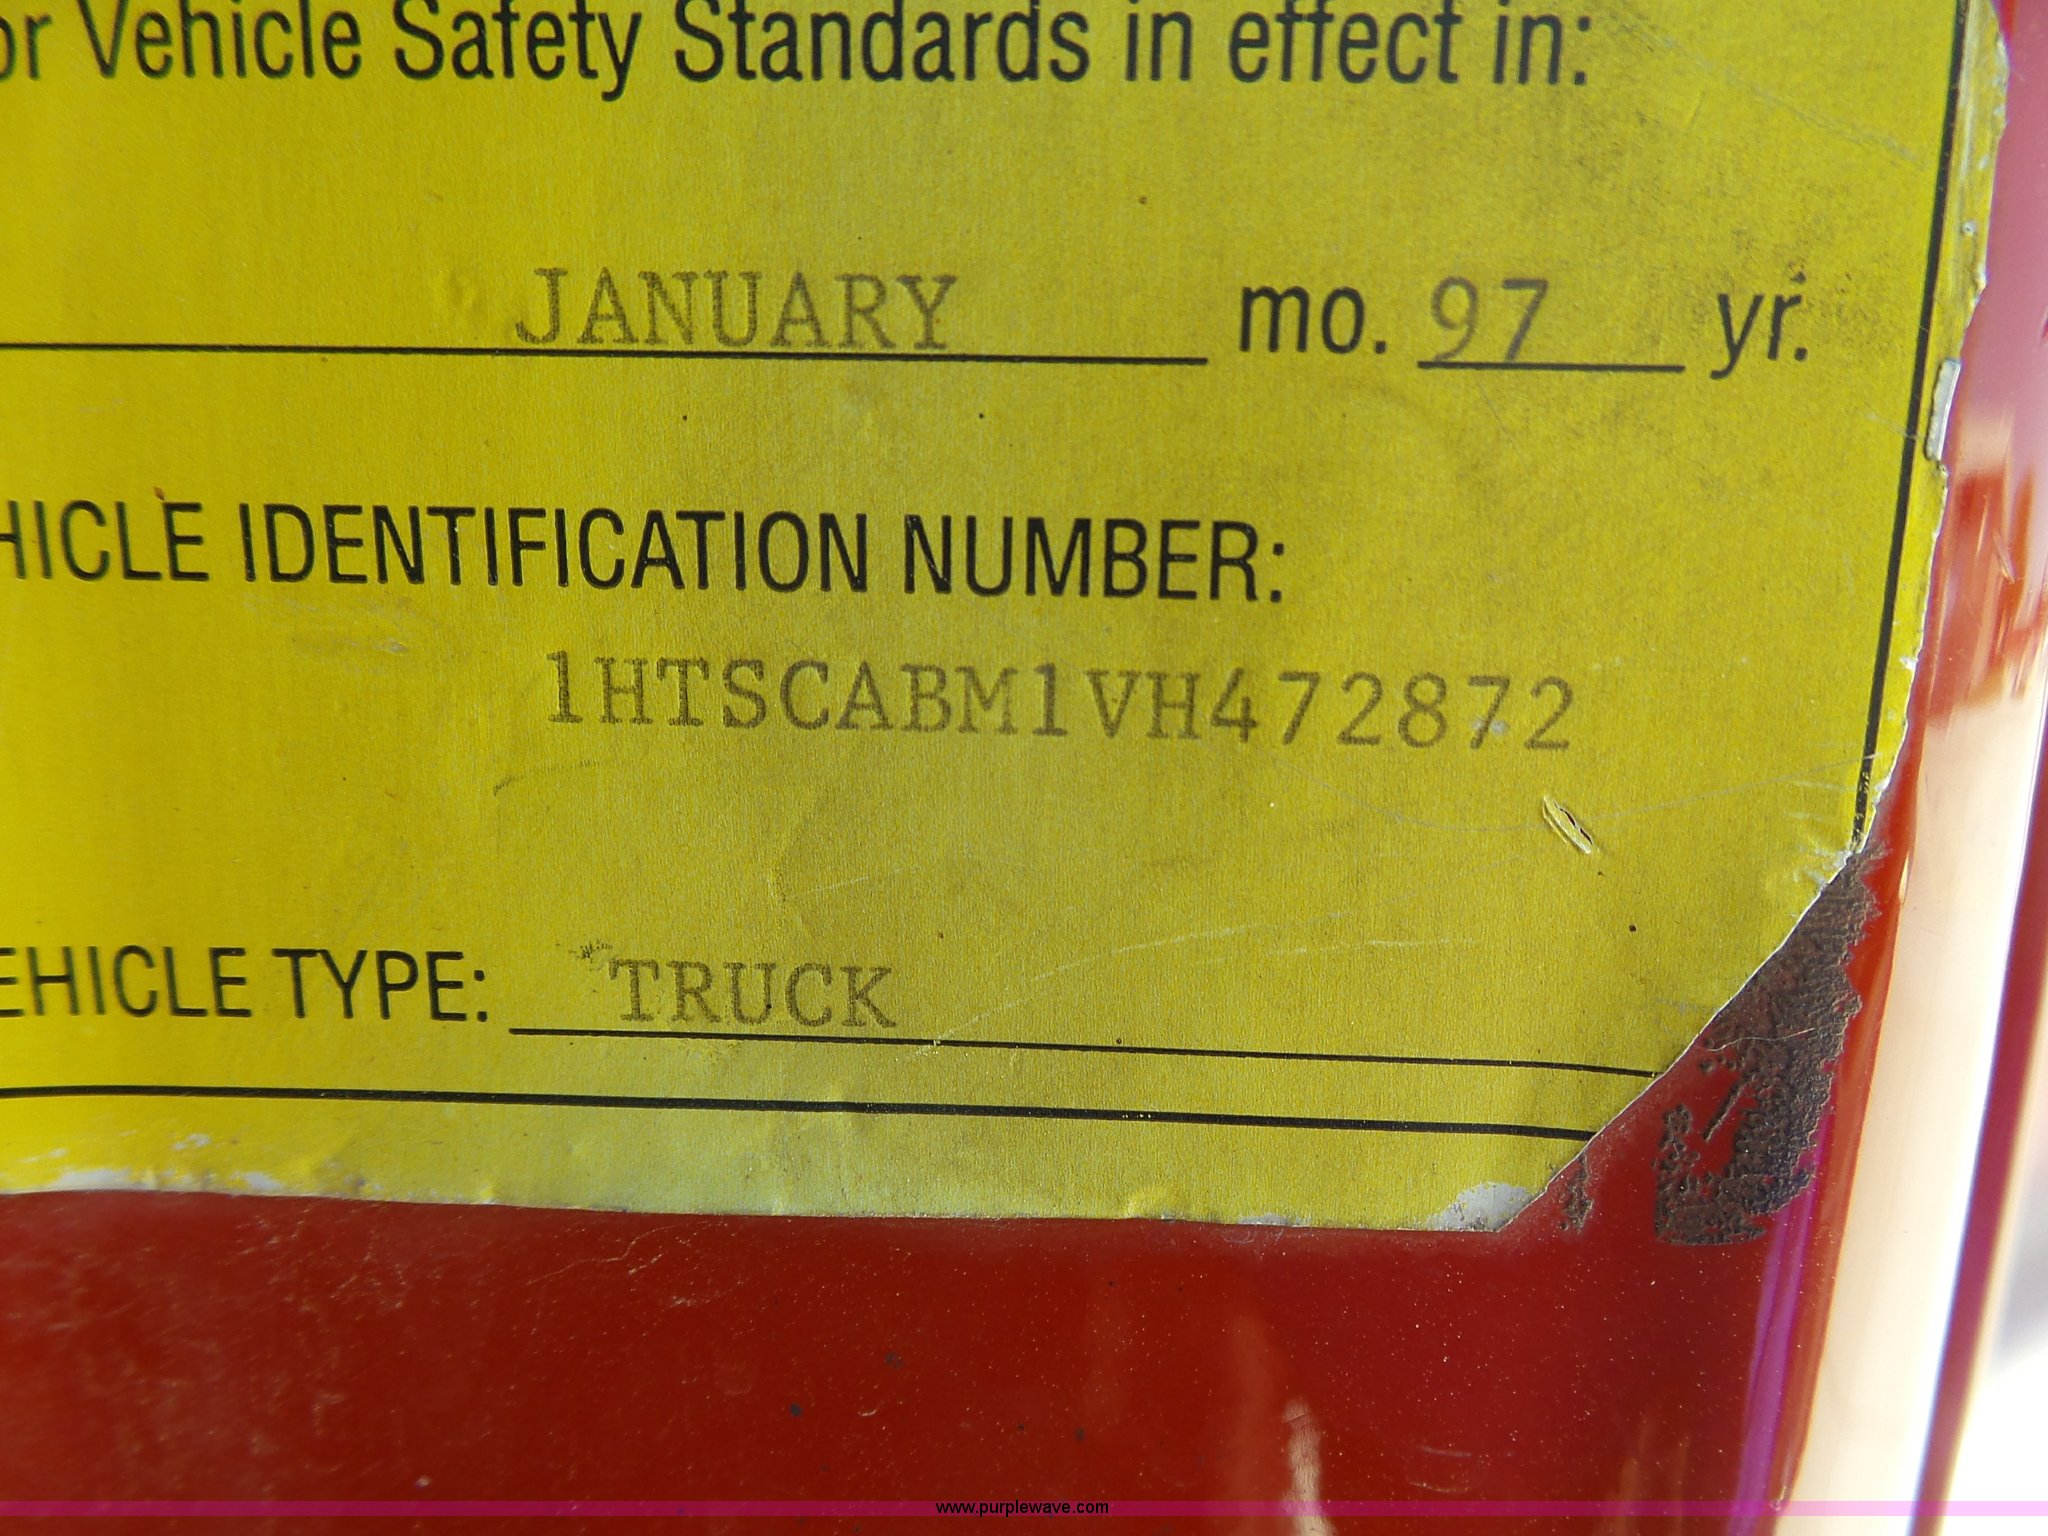 or Vehicle Safety Standards in effect in:
JANUARY mo. 97 yr.
HICLE IDENTIFICATION NUMBER:
1HTSCABM1VH472872
EHICLE TYPE: TRUCK
www.purplewave.com